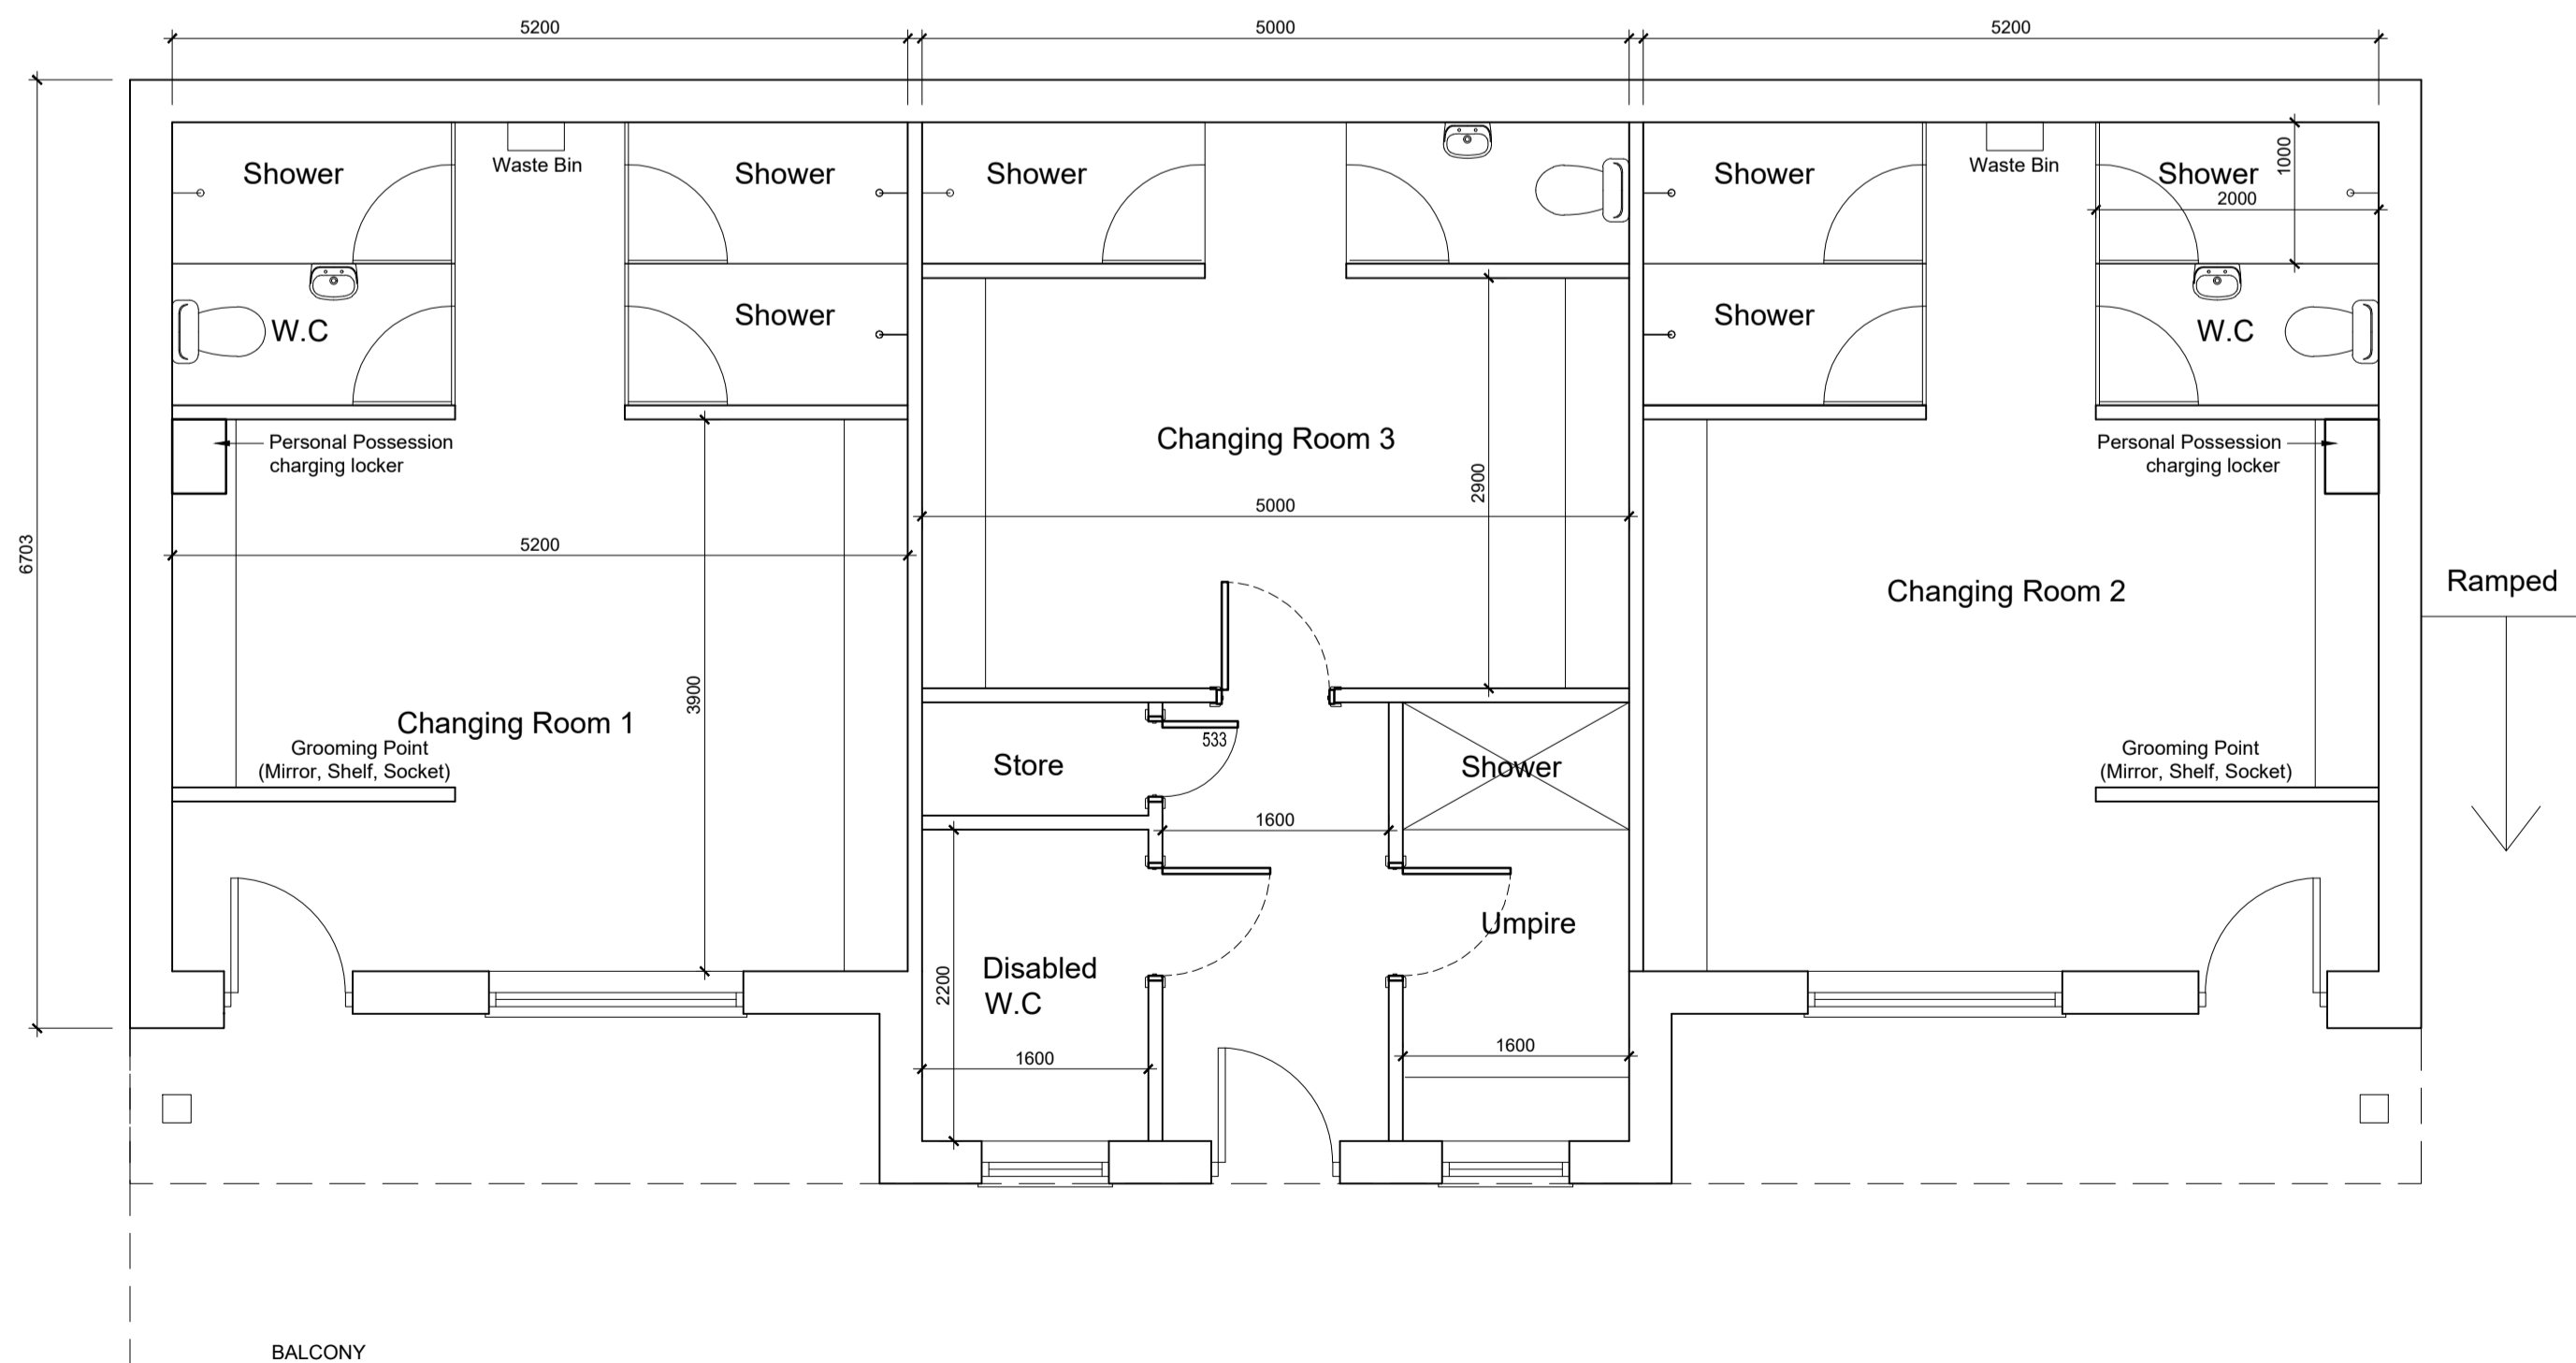 5200
5000
5200
Shower
Waste Bin
Shower
Shower
Shower
Waste Bin
Shower
1000
2000
W.C
Shower
Shower
W.C
Personal Possession
charging locker
Changing Room 3
Personal Possession
charging locker
2900
5000
5200
6703
Changing Room 2
Ramped
3900
Changing Room 1
Grooming Point
(Mirror, Shelf, Socket)
533
Store
Shower
Grooming Point
(Mirror, Shelf, Socket)
1600
Umpire
Disabled
W.C
2200
1600
1600
BALCONY